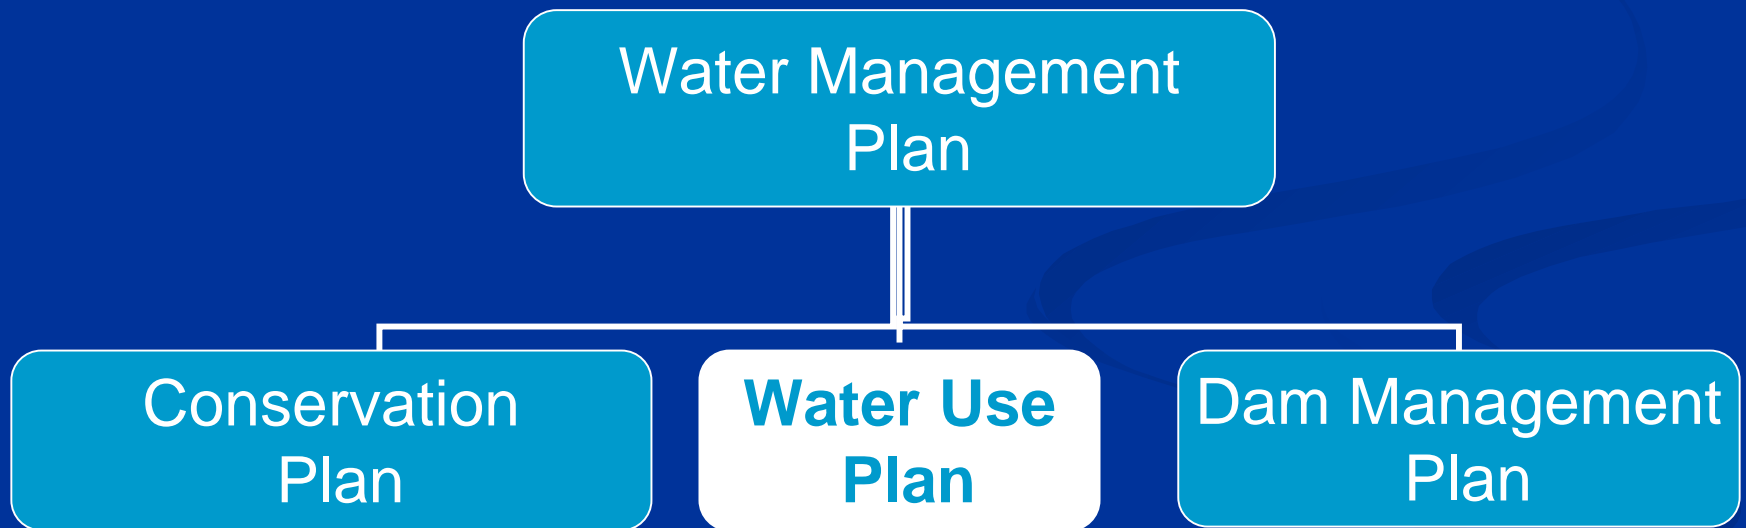 Water Management
Plan
Conservation
Plan
Water Use
Plan
Dam Management
Plan